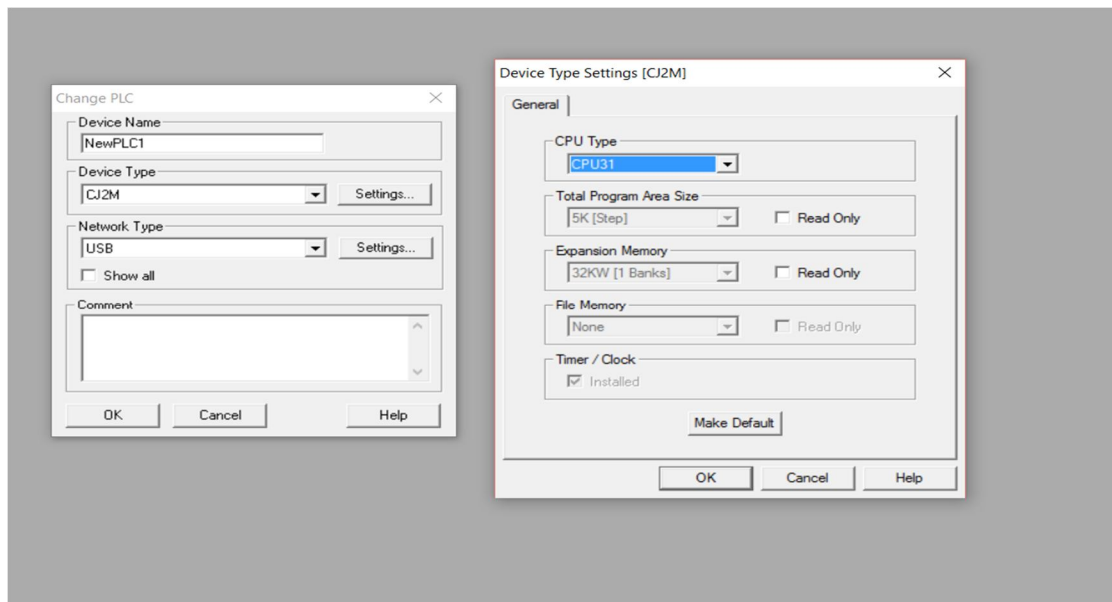 Change PLC
Device Name
NewPLC1
Device Type
CJ2M
Settings...
Network Type
USB
Settings...
Show all
Comment
OK
Cancel
Help
Device Type Settings [CJ2M]
General
CPU Type
CPU31
Total Program Area Size
5K [Step]
Read Only
Expansion Memory
32KW [1 Banks]
Read Only
File Memory
None
Read Only
Timer / Clock
Installed
Make Default
OK
Cancel
Help